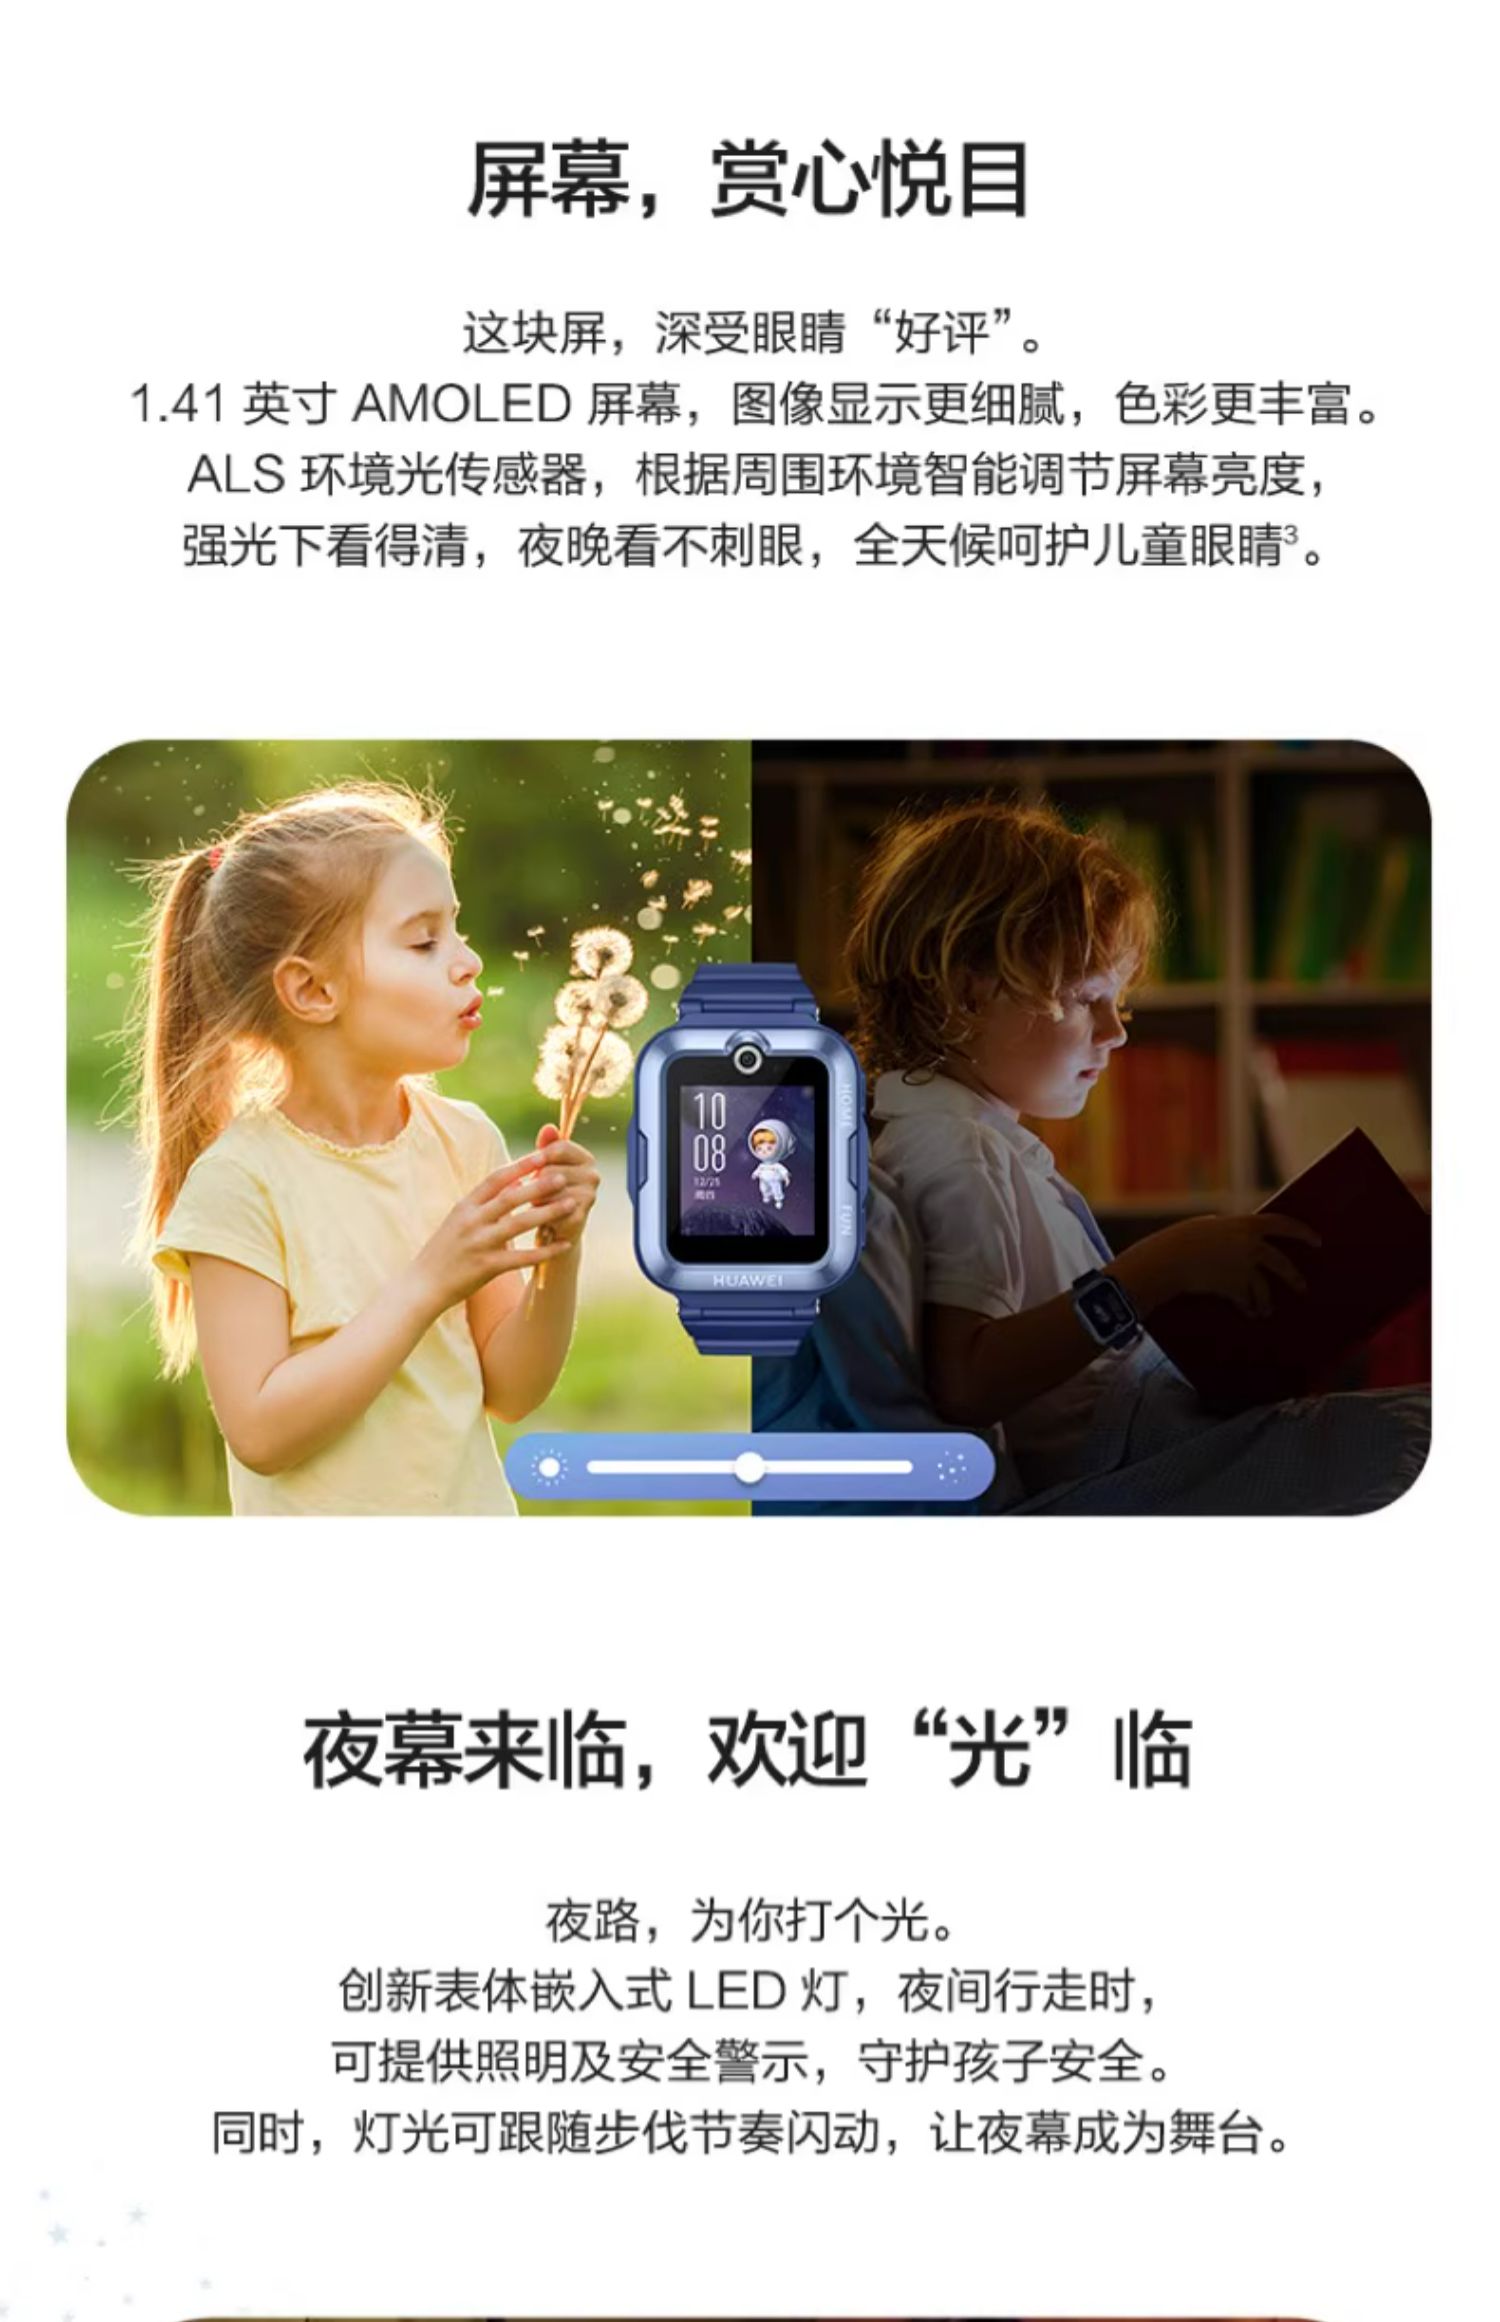 屏幕，赏心悦目
这块屏，深受眼睛“好评”。
1.41 英寸 AMOLED 屏幕，图像显示更细腻，色彩更丰富。
ALS 环境光传感器，根据周围环境智能调节屏幕亮度，
强光下看得清，夜晚看不刺眼，全天候呵护儿童眼睛³。
10
08
12/25
周四
HOME
FUN
HUAWEI
夜幕来临，欢迎“光”临
夜路，为你打个光。
创新表体嵌入式 LED 灯，夜间行走时，
可提供照明及安全警示，守护孩子安全。
同时，灯光可跟随步伐节奏闪动，让夜幕成为舞台。